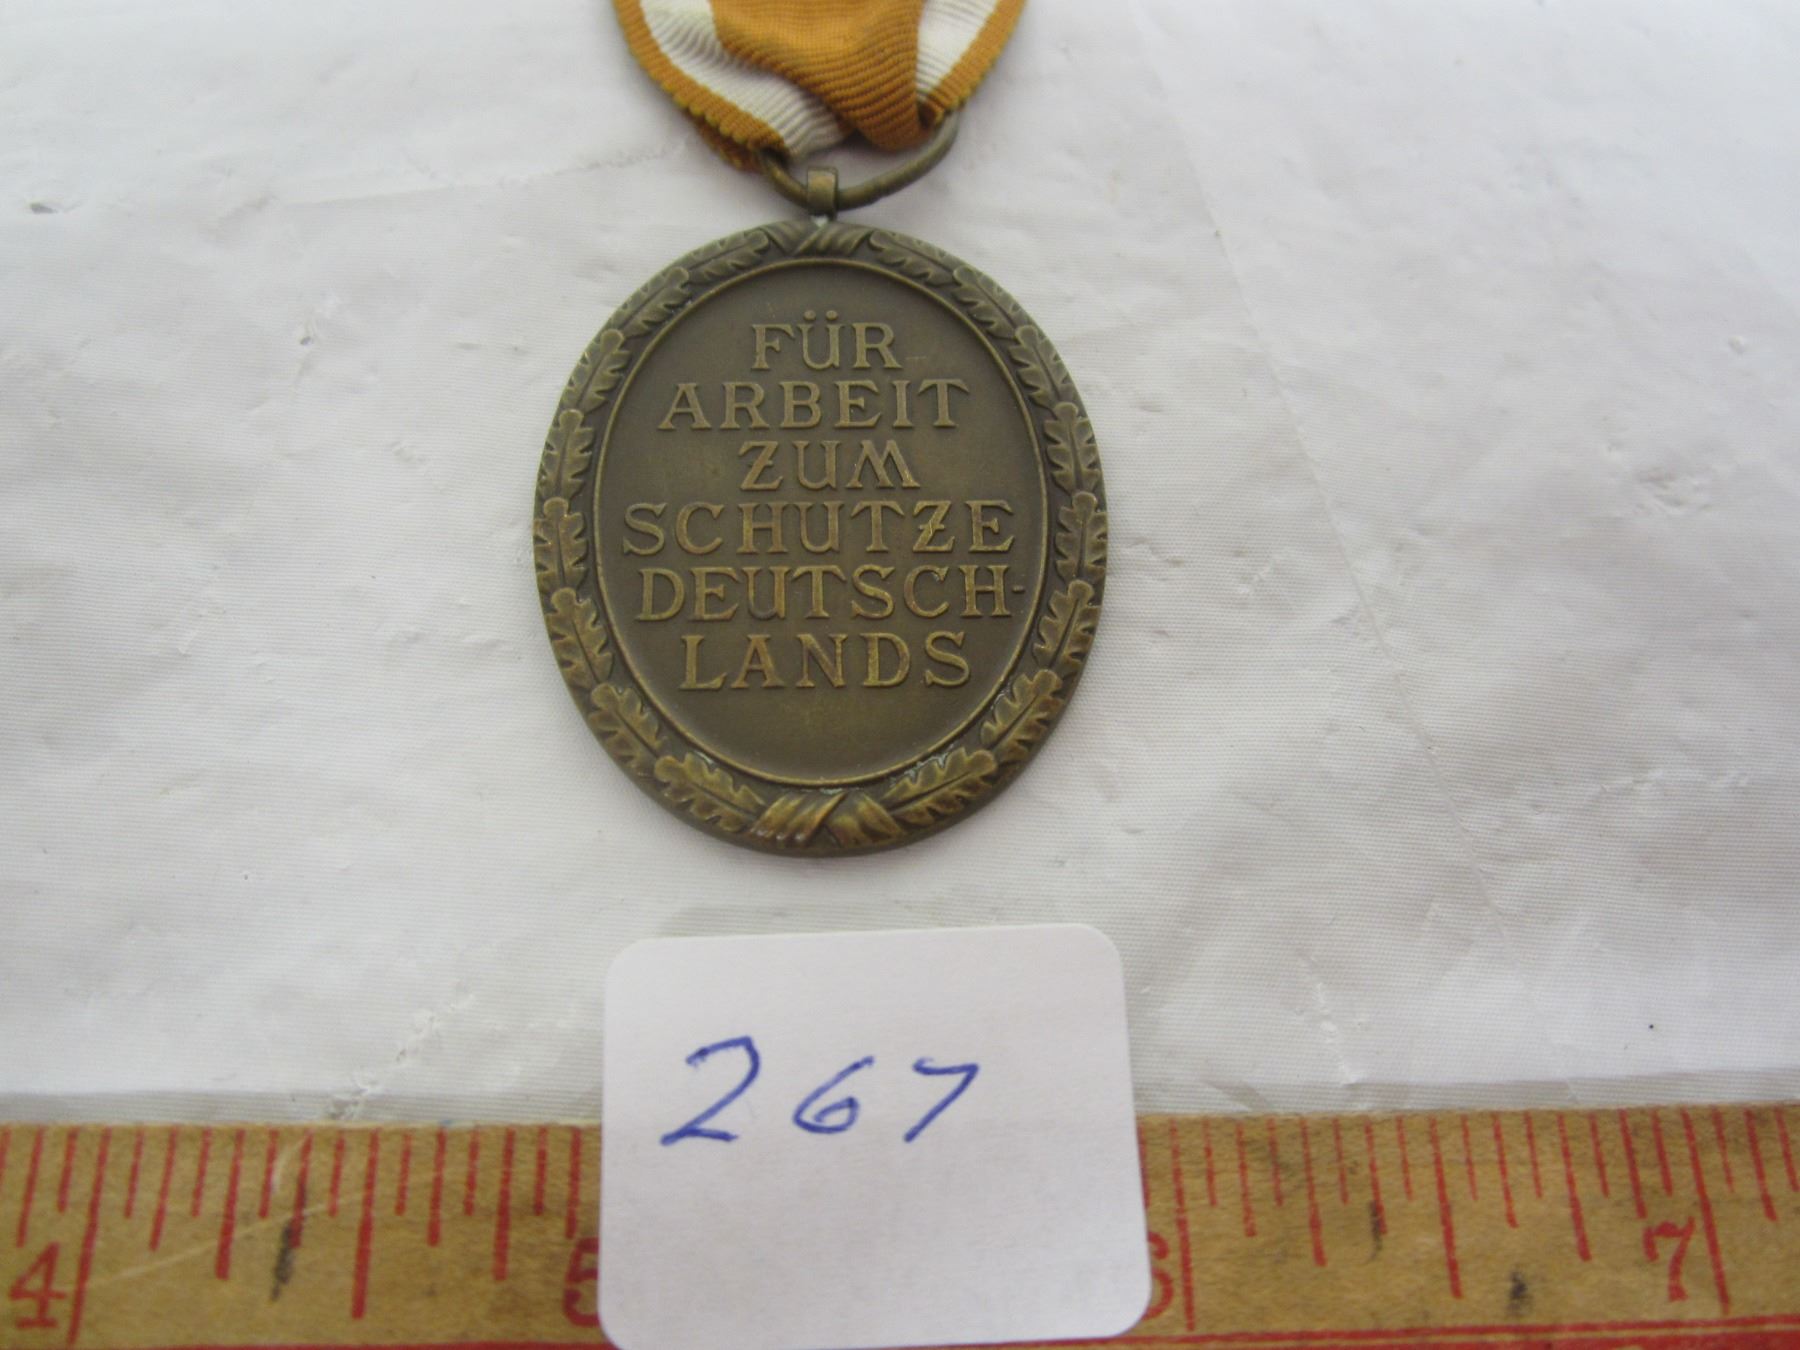 FÜR
ARBEIT
ZUM
SCHUTZE
DEUTSCH-
LANDS
267
4 5 6 7